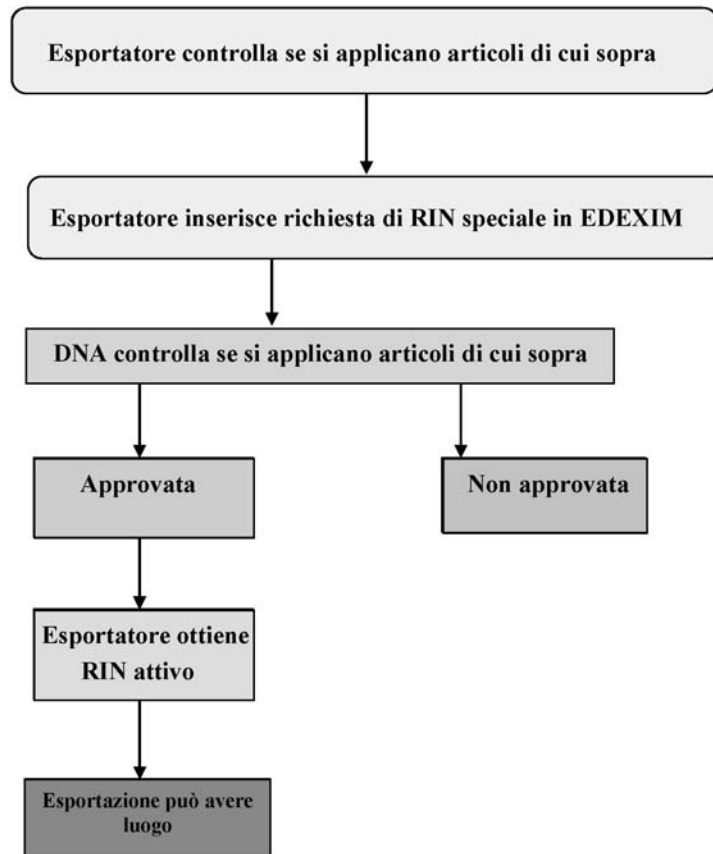 Esportatore controlla se si applicano articoli di cui sopra
Esportatore inserisce richiesta di RIN speciale in EDEXIM
DNA controlla se si applicano articoli di cui sopra
Approvata
Non approvata
Esportatore ottiene
RIN attivo
Esportazione può avere
luogo